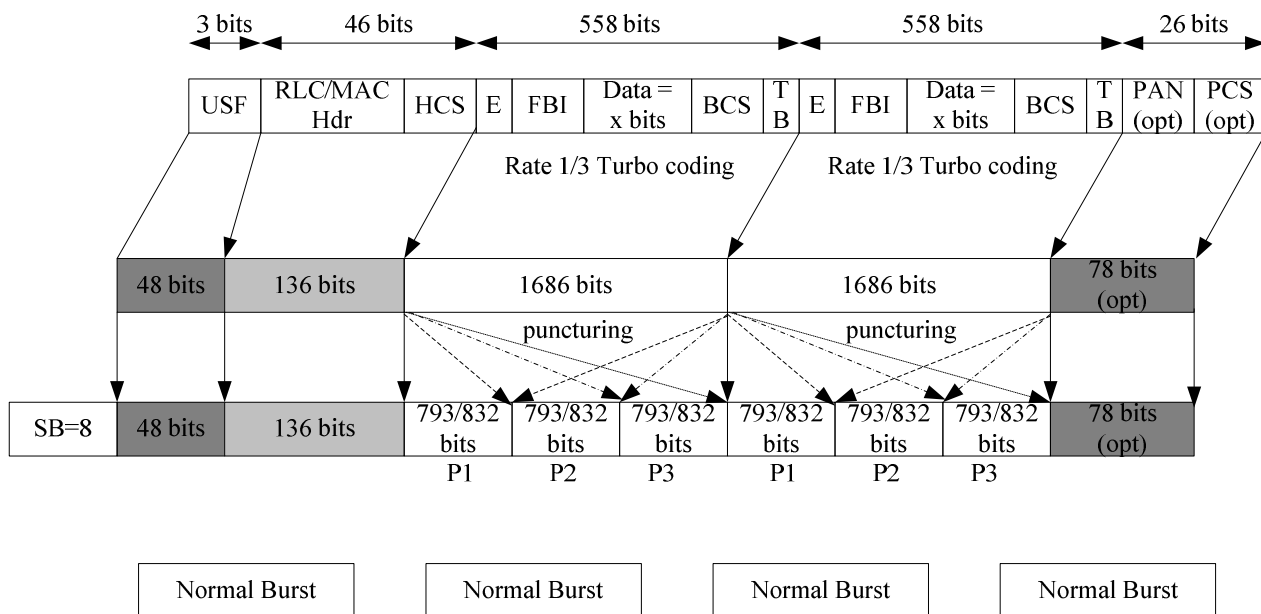 3 bits 46 bits 558 bits 558 bits 26 bits
USF RLC/MAC Hdr HCS E FBI Data = x bits BCS T B E FBI Data = x bits BCS T B PAN (opt) PCS (opt)
Rate 1/3 Turbo coding Rate 1/3 Turbo coding
48 bits 136 bits 1686 bits 1686 bits 78 bits (opt)
puncturing puncturing
SB=8 48 bits 136 bits 793/832 bits 793/832 bits 793/832 bits 793/832 bits 793/832 bits 793/832 bits 78 bits (opt)
P1 P2 P3 P1 P2 P3
Normal Burst Normal Burst Normal Burst Normal Burst